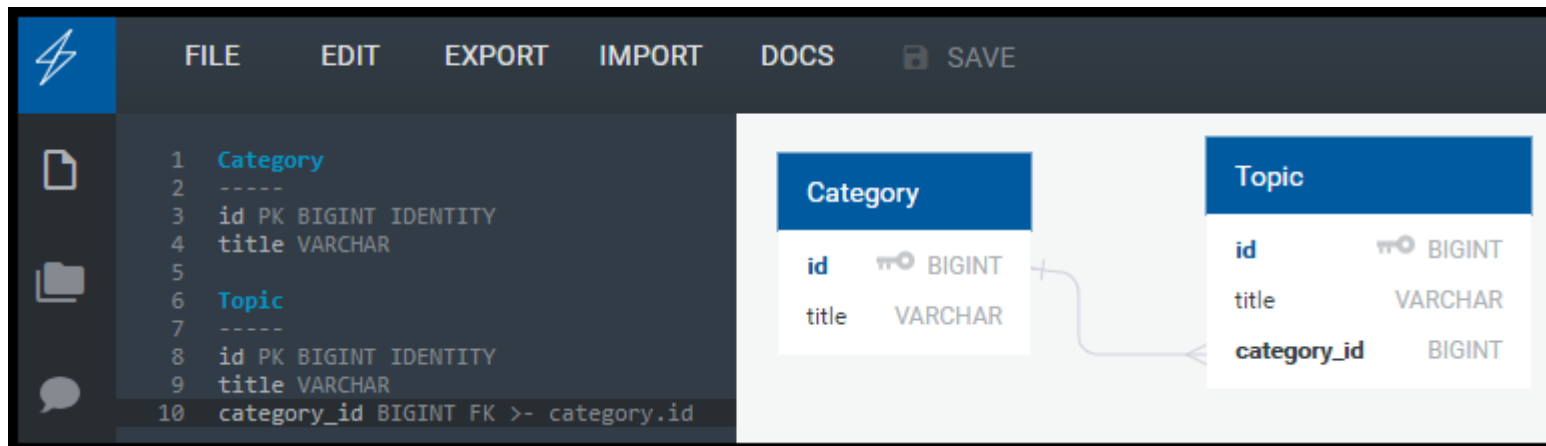 FILE EDIT EXPORT IMPORT DOCS SAVE
1 Category
2 -----
3 id PK BIGINT IDENTITY
4 title VARCHAR
5
6 Topic
7 -----
8 id PK BIGINT IDENTITY
9 title VARCHAR
10 category_id BIGINT FK >- category.id
Category
id BIGINT
title VARCHAR
Topic
id BIGINT
title VARCHAR
category_id BIGINT